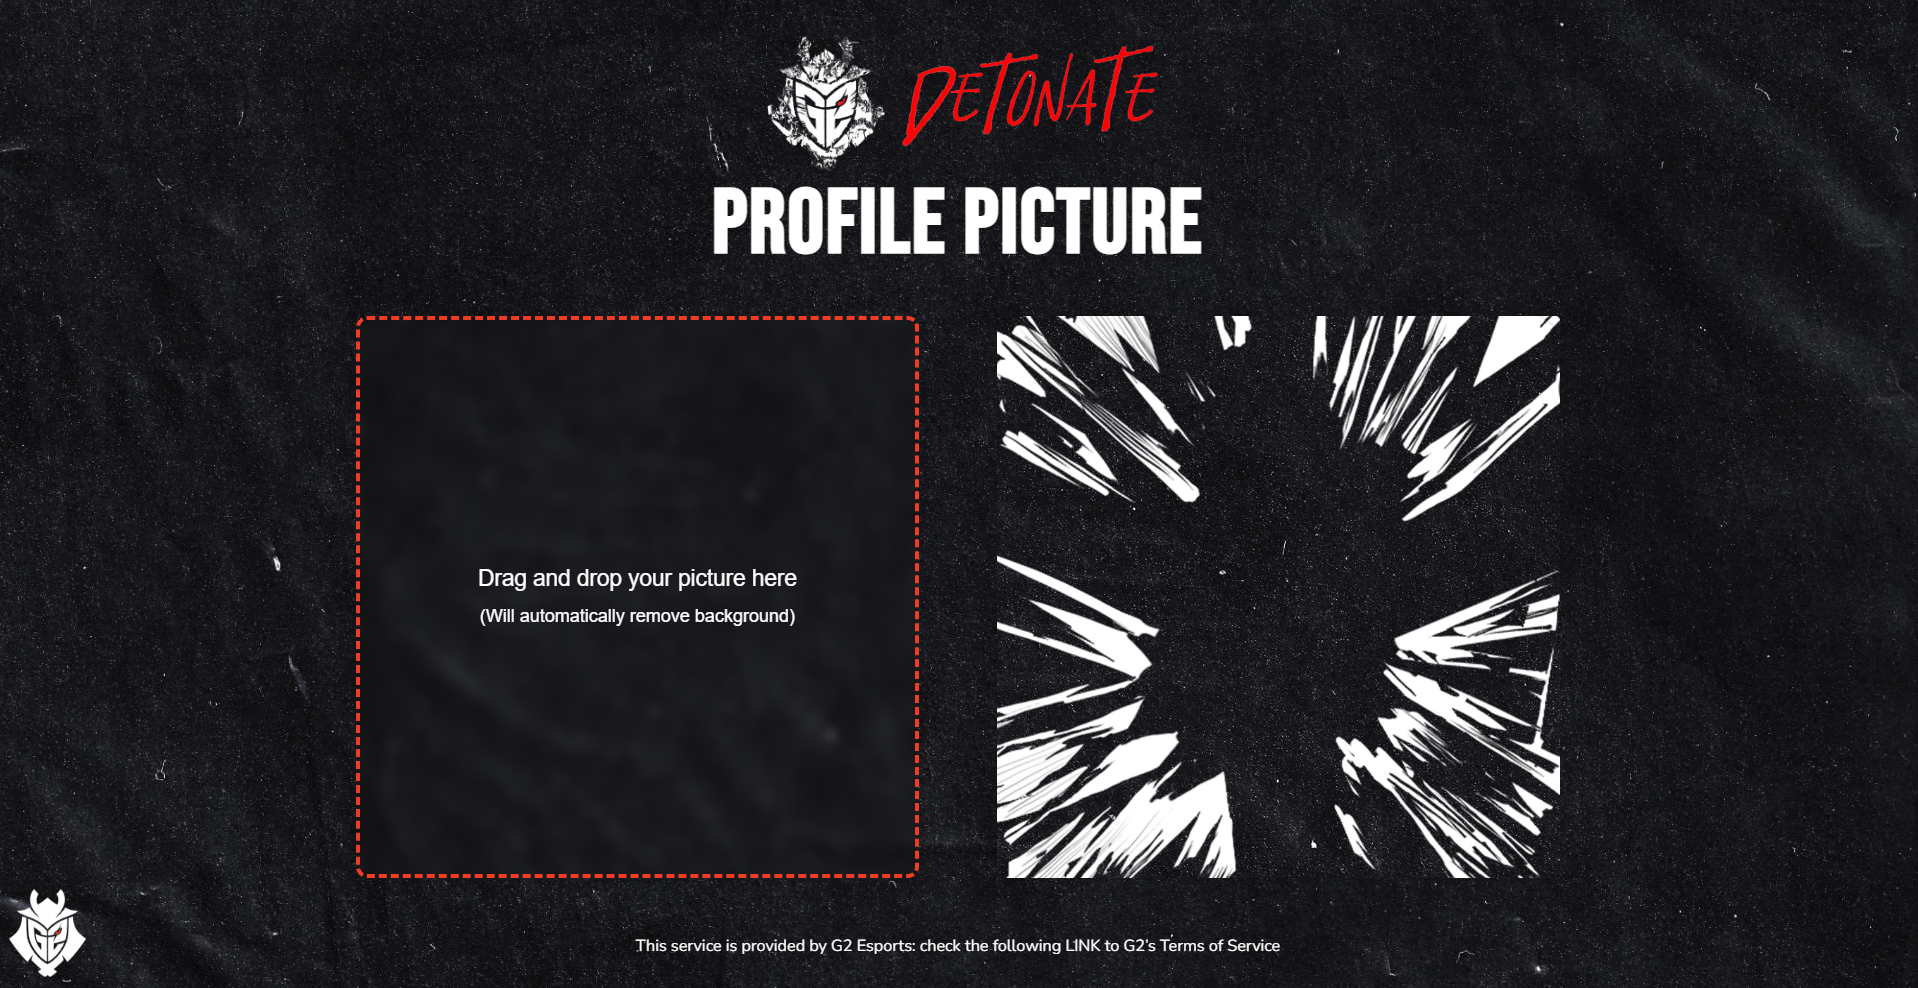 DETONATE
PROFILE PICTURE
Drag and drop your picture here
(Will automatically remove background)
G2
This service is provided by G2 Esports: check the following LINK to G2's Terms of Service